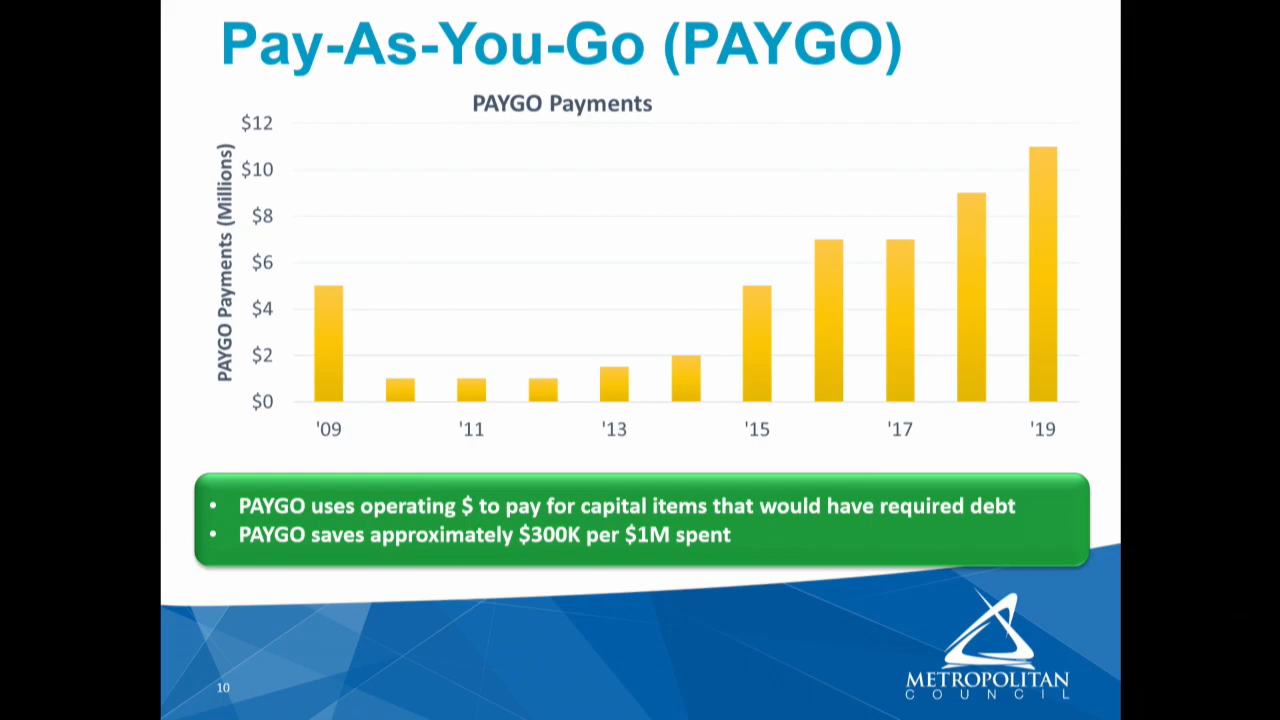 Pay-As-You-Go (PAYGO)
PAYGO Payments
PAYGO Payments (Millions)
$12
$10
$8
$6
$4
$2
$0
'09 '11 '13 '15 '17 '19
• PAYGO uses operating $ to pay for capital items that would have required debt
• PAYGO saves approximately $300K per $1M spent
10
METROPOLITAN
COUNCIL